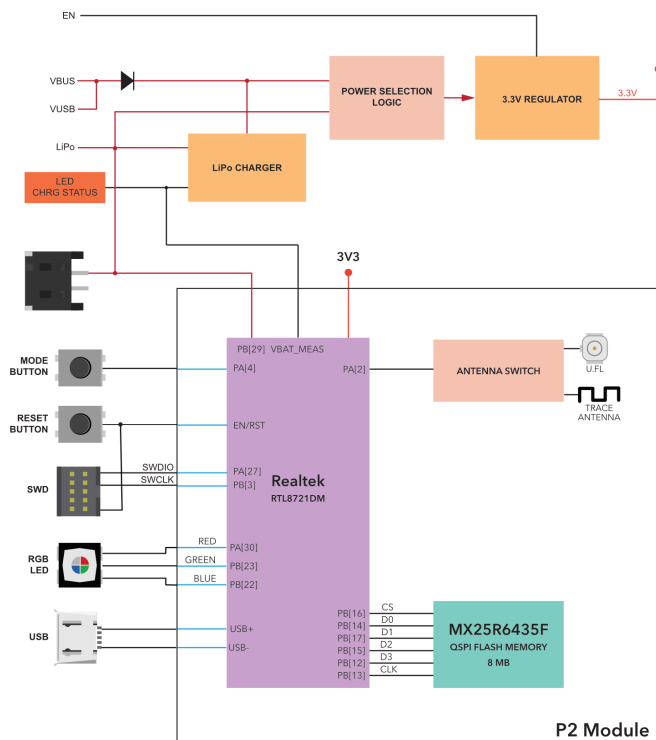 EN
VBUS
VUSB
POWER SELECTION
LOGIC
3.3V REGULATOR
3.3V
LiPo
LiPo CHARGER
LED
CHRG STATUS
3V3
PB[29]
VBAT_MEAS
MODE
BUTTON
PA[4]
PA[2]
ANTENNA SWITCH
U.FL
TRACE
ANTENNA
RESET
BUTTON
EN/RST
SWD
SWDIO
SWCLK
PA[27]
PB[3]
Realtek
RTL8721DM
RGB
LED
RED
GREEN
BLUE
PA[30]
PB[23]
PB[22]
USB
USB+
USB-
PB[16]
PB[14]
PB[17]
PB[15]
PB[12]
PB[13]
CS
D0
D1
D2
D3
CLK
MX25R6435F
QSPI FLASH MEMORY
8 MB
P2 Module